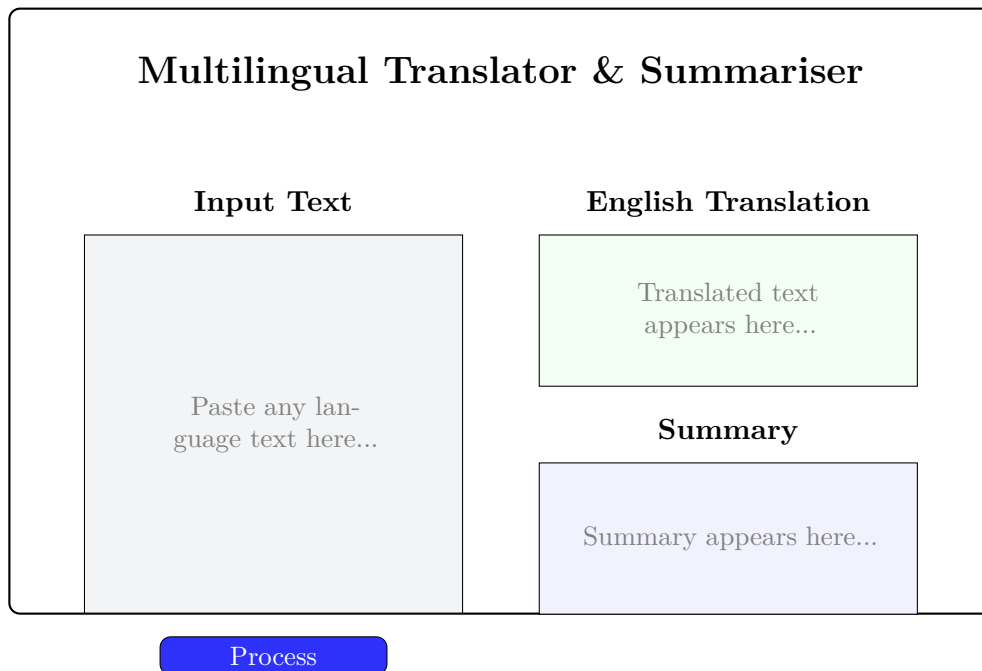 Multilingual Translator & Summariser
Input Text
Paste any lan-
guage text here...
English Translation
Translated text
appears here...
Summary
Summary appears here...
Process